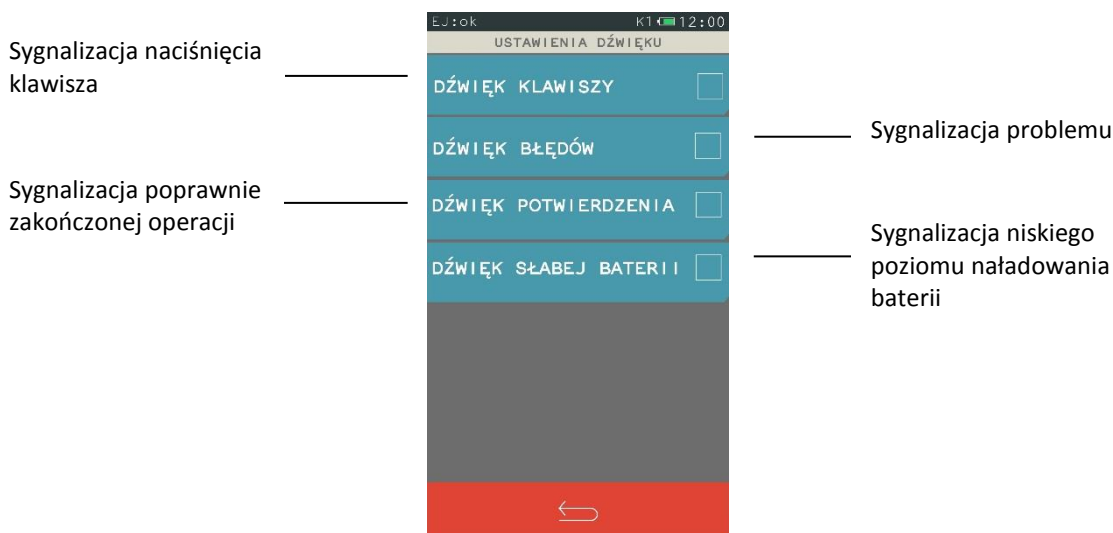 EJ:ok K1 12:00
USTAWIENIA DŹWIĘKU
Sygnalizacja naciśnięcia
klawisza
DŹWIĘK KLAWISZY
DŹWIĘK BŁĘDÓW
Sygnalizacja problemu
Sygnalizacja poprawnie
zakończonej operacji
DŹWIĘK POTWIERDZENIA
DŹWIĘK SŁABEJ BATERII
Sygnalizacja niskiego
poziomu naładowania
baterii